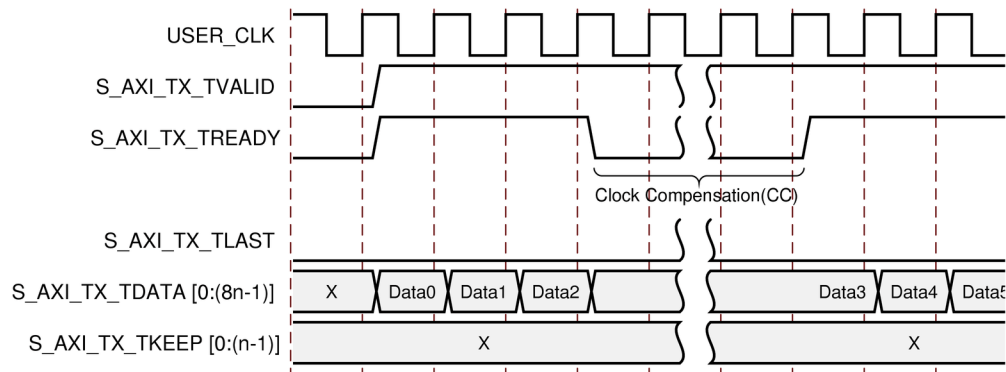 USER_CLK
S_AXI_TX_TVALID
S_AXI_TX_TREADY
Clock Compensation(CC)
S_AXI_TX_TLAST
S_AXI_TX_TDATA [0:(8n-1)] X Data0 Data1 Data2 Data3 Data4 Data5
S_AXI_TX_TKEEP [0:(n-1)] X X